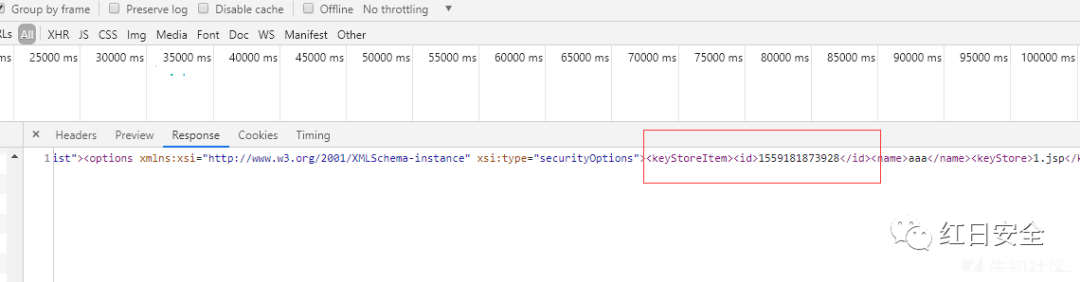 Group by frame Preserve log Disable cache Offline No throttling
RLs All XHR JS CSS Img Media Font Doc WS Manifest Other
ms 25000 ms 30000 ms 35000 ms 40000 ms 45000 ms 50000 ms 55000 ms 60000 ms 65000 ms 70000 ms 75000 ms 80000 ms 85000 ms 90000 ms 95000 ms 100000 ms
× Headers Preview Response Cookies Timing
1 ist"><options xmlns:xsi="http://www.w3.org/2001/XMLSchema-instance" xsi:type="securityOptions"><keyStoreItem><id>1559181873928</id><name>aaa</name><keyStore>1.jsp</k
红日安全